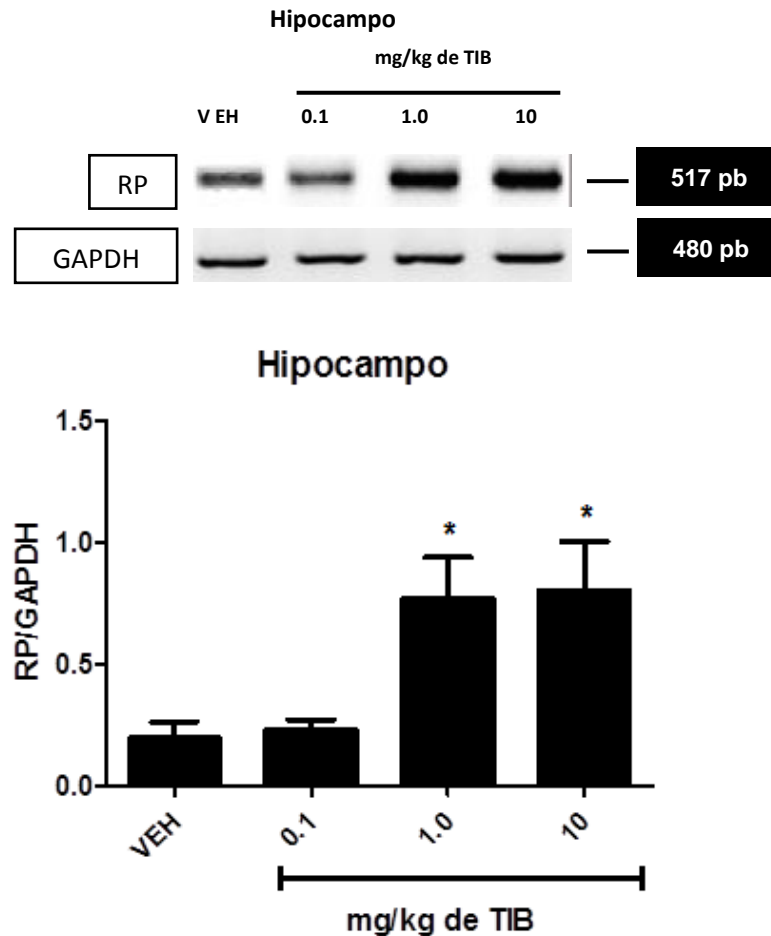 Hipocampo
mg/kg de TIB
V EH 0.1 1.0 10
RP 517 pb
GAPDH 480 pb
Hipocampo
1.5
1.0
0.5
0.0
RP/GAPDH
* *
VEH 0.1 1.0 10
mg/kg de TIB